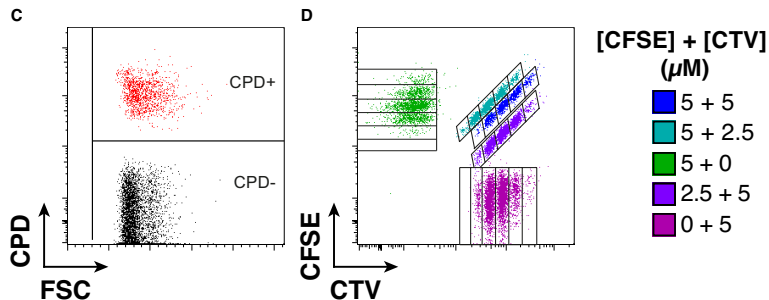 C
CPD+
CPD-
CPD
FSC
D
CFSE
CTV
[CFSE] + [CTV]
(µM)
5 + 5
5 + 2.5
5 + 0
2.5 + 5
0 + 5